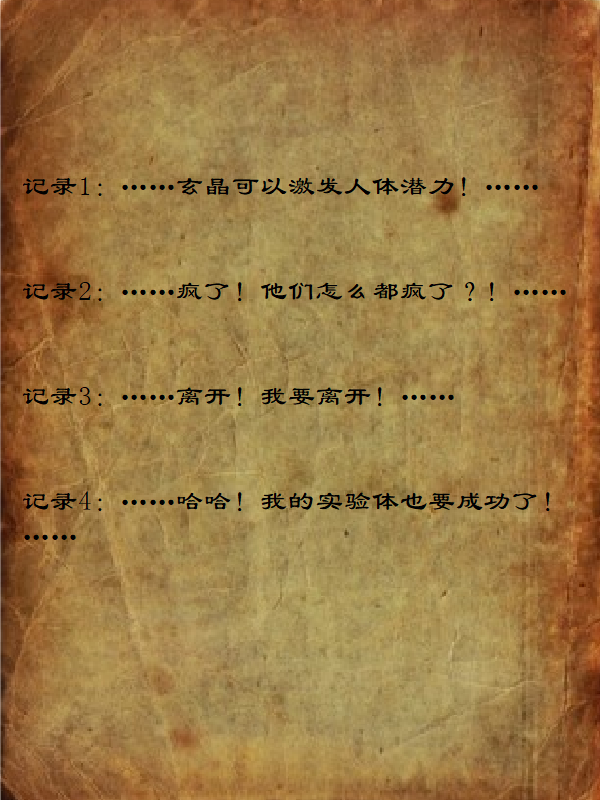 记录1：……玄晶可以激发人体潜力！……
记录2：……疯了！他们怎么都疯了？！……
记录3：……离开！我要离开！……
记录4：……哈哈！我的实验体也要成功了！
……